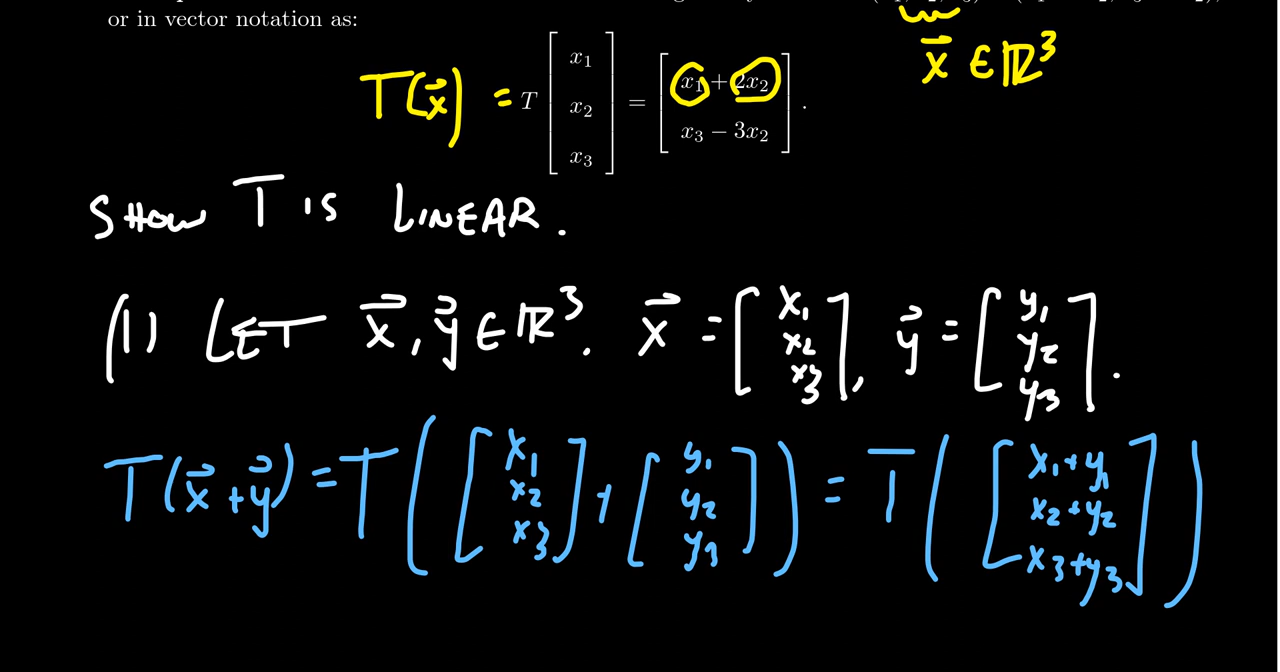 or in vector notation as:
x⃗ ∈ ℝ³
T(x⃗) = T [x₁ x₂ x₃] = [x₁ + 2x₂ x₃ − 3x₂].
SHOW T IS LINEAR.
(1) LET x⃗, y⃗ ∈ ℝ³. x⃗ = [x₁ x₂ x₃], y⃗ = [y₁ y₂ y₃].
T(x⃗ + y⃗) = T([x₁ x₂ x₃] + [y₁ y₂ y₃]) = T([x₁+y₁ x₂+y₂ x₃+y₃])